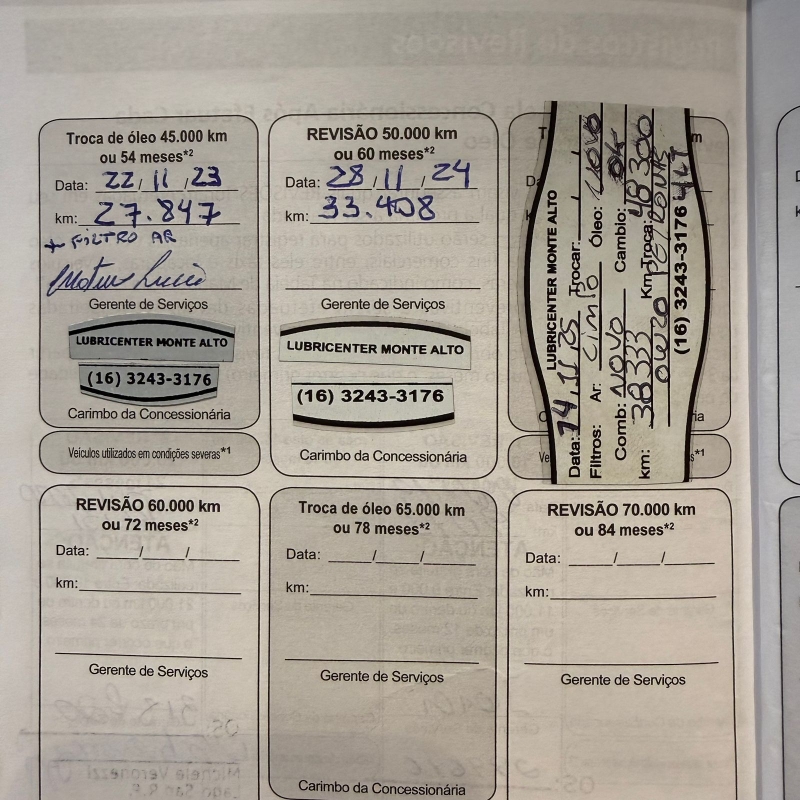 Troca de óleo 45.000 km
ou 54 meses*2
Data: 22/11/23
km: 27.847
+ FILTRO AR
Gerente de Serviços
LUBRICENTER MONTE ALTO
(16) 3243-3176
Carimbo da Concessionária
Veículos utilizados em condições severas*1
REVISÃO 50.000 km
ou 60 meses*2
Data: 28/11/24
km: 33.408
Gerente de Serviços
LUBRICENTER MONTE ALTO
(16) 3243-3176
Carimbo da Concessionária
LUBRICENTER MONTE ALTO
Data: 14/11/25 Trocar: / /
Filtros: Ar: LIMPO Óleo: NOVO
Comb: NOVO Cambio: OK
km: 38333 Km Troca: 48300
(16) 3243-3176
REVISÃO 60.000 km
ou 72 meses*2
Data: / /
km:
Gerente de Serviços
Troca de óleo 65.000 km
ou 78 meses*2
Data: / /
km:
Gerente de Serviços
Carimbo da Concessionária
REVISÃO 70.000 km
ou 84 meses*2
Data: / /
km:
Gerente de Serviços